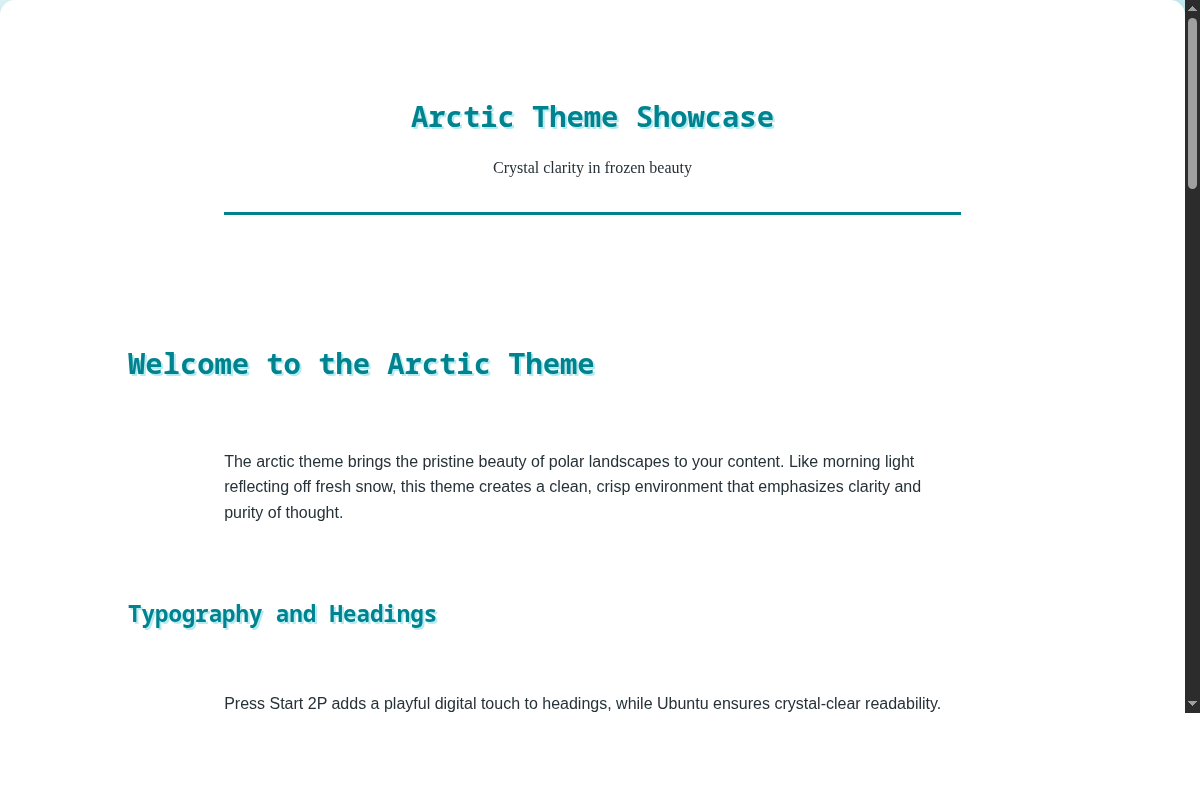 Arctic Theme Showcase
Crystal clarity in frozen beauty
Welcome to the Arctic Theme
The arctic theme brings the pristine beauty of polar landscapes to your content. Like morning light
reflecting off fresh snow, this theme creates a clean, crisp environment that emphasizes clarity and
purity of thought.
Typography and Headings
Press Start 2P adds a playful digital touch to headings, while Ubuntu ensures crystal-clear readability.